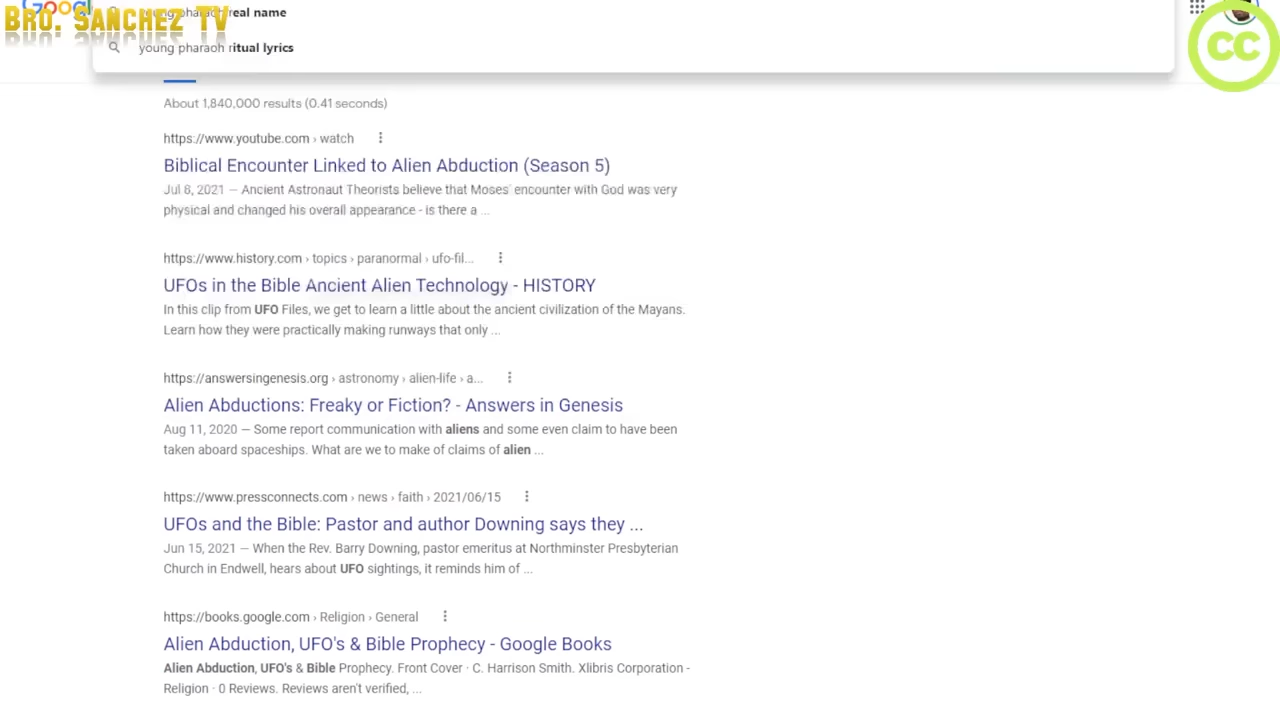 Google
BRO. SANCHEZ TV
young pharaoh real name
CC
young pharaoh ritual lyrics
About 1,840,000 results (0.41 seconds)
https://www.youtube.com › watch
Biblical Encounter Linked to Alien Abduction (Season 5)
Jul 8, 2021 — Ancient Astronaut Theorists believe that Moses' encounter with God was very
physical and changed his overall appearance - is there a ...
https://www.history.com › topics › paranormal › ufo-fil...
UFOs in the Bible Ancient Alien Technology - HISTORY
In this clip from UFO Files, we get to learn a little about the ancient civilization of the Mayans.
Learn how they were practically making runways that only ...
https://answersingenesis.org › astronomy › alien-life › a...
Alien Abductions: Freaky or Fiction? - Answers in Genesis
Aug 11, 2020 — Some report communication with aliens and some even claim to have been
taken aboard spaceships. What are we to make of claims of alien ...
https://www.pressconnects.com › news › faith › 2021/06/15
UFOs and the Bible: Pastor and author Downing says they ...
Jun 15, 2021 — When the Rev. Barry Downing, pastor emeritus at Northminster Presbyterian
Church in Endwell, hears about UFO sightings, it reminds him of ...
https://books.google.com › Religion › General
Alien Abduction, UFO's & Bible Prophecy - Google Books
Alien Abduction, UFO's & Bible Prophecy. Front Cover · C. Harrison Smith. Xlibris Corporation -
Religion · 0 Reviews. Reviews aren't verified, ...